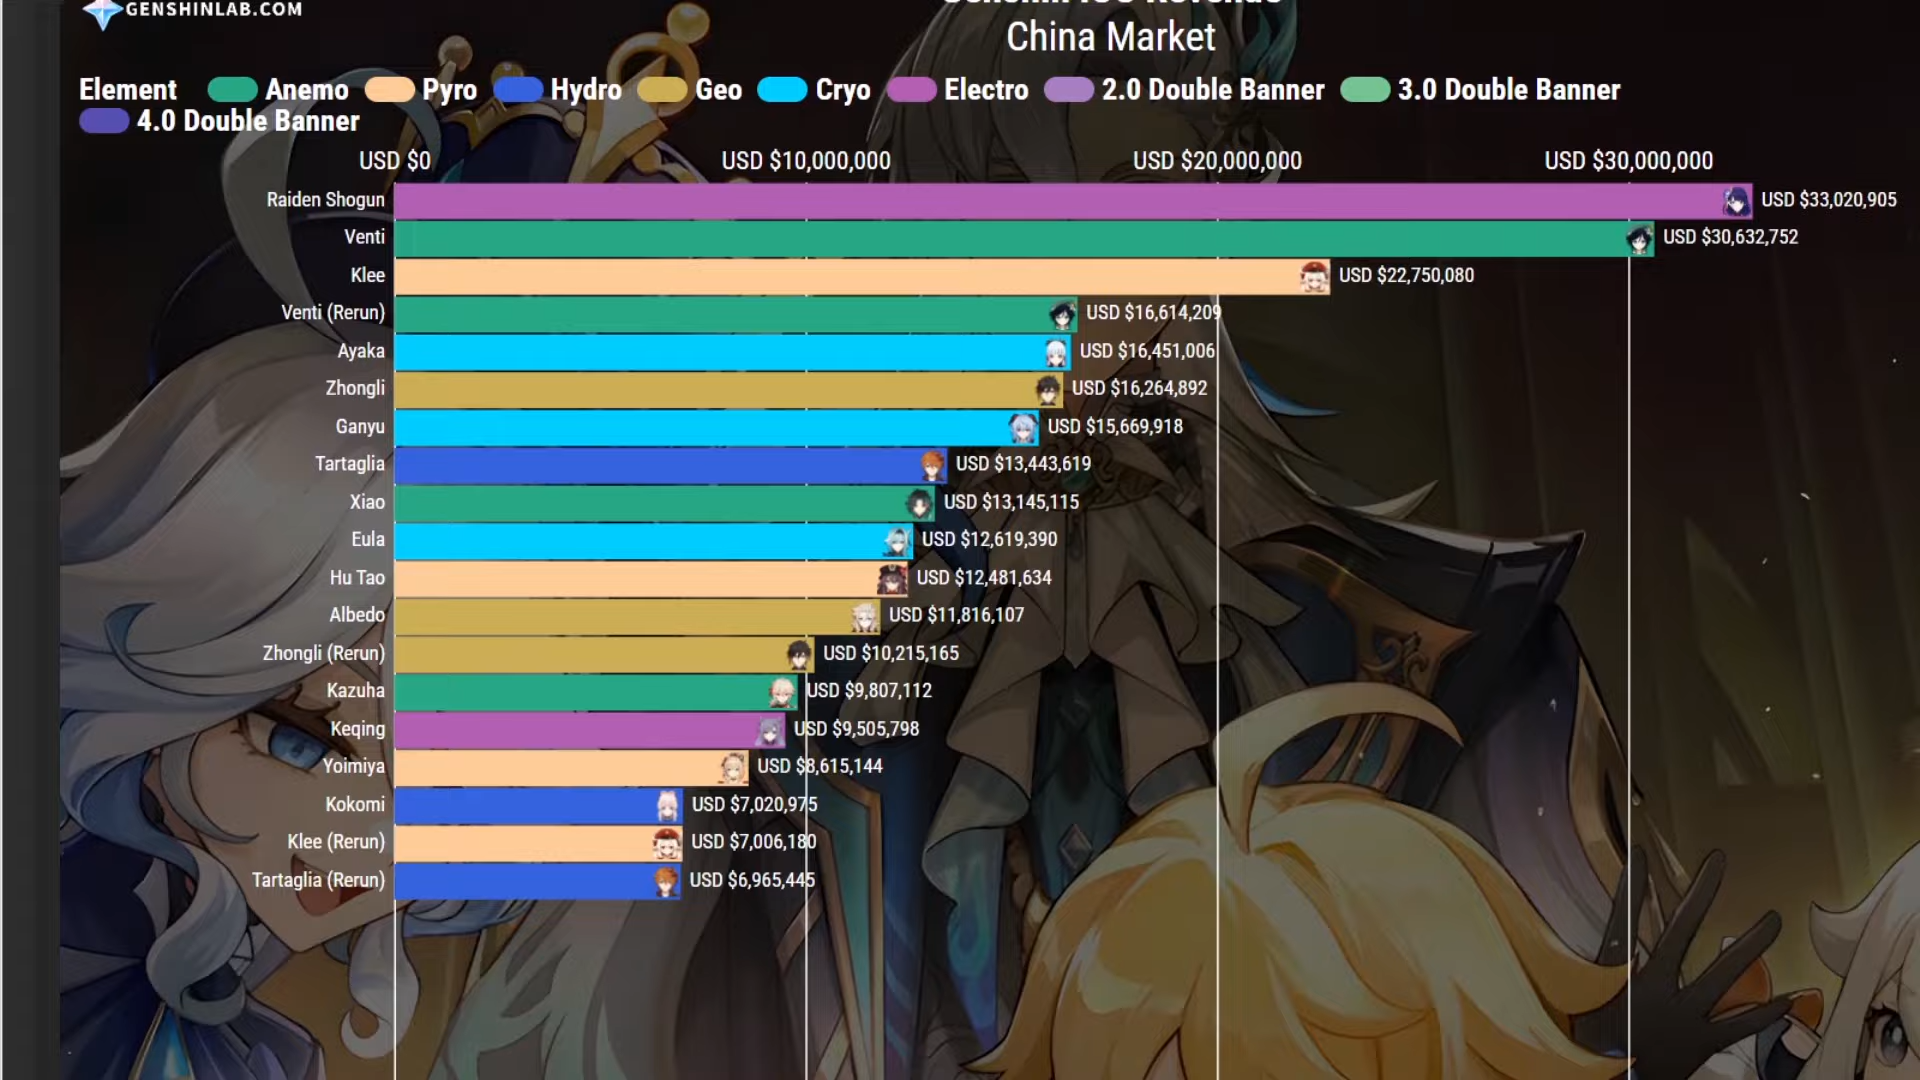 GENSHINLAB.COM
Genshin iOS Revenue
China Market
Element Anemo Pyro Hydro Geo Cryo Electro 2.0 Double Banner 3.0 Double Banner
4.0 Double Banner
USD $0 USD $10,000,000 USD $20,000,000 USD $30,000,000
Raiden Shogun USD $33,020,905
Venti USD $30,632,752
Klee USD $22,750,080
Venti (Rerun) USD $16,614,209
Ayaka USD $16,451,006
Zhongli USD $16,264,892
Ganyu USD $15,669,918
Tartaglia USD $13,443,619
Xiao USD $13,145,115
Eula USD $12,619,390
Hu Tao USD $12,481,634
Albedo USD $11,816,107
Zhongli (Rerun) USD $10,215,165
Kazuha USD $9,807,112
Keqing USD $9,505,798
Yoimiya USD $8,615,144
Kokomi USD $7,020,975
Klee (Rerun) USD $7,006,180
Tartaglia (Rerun) USD $6,965,445